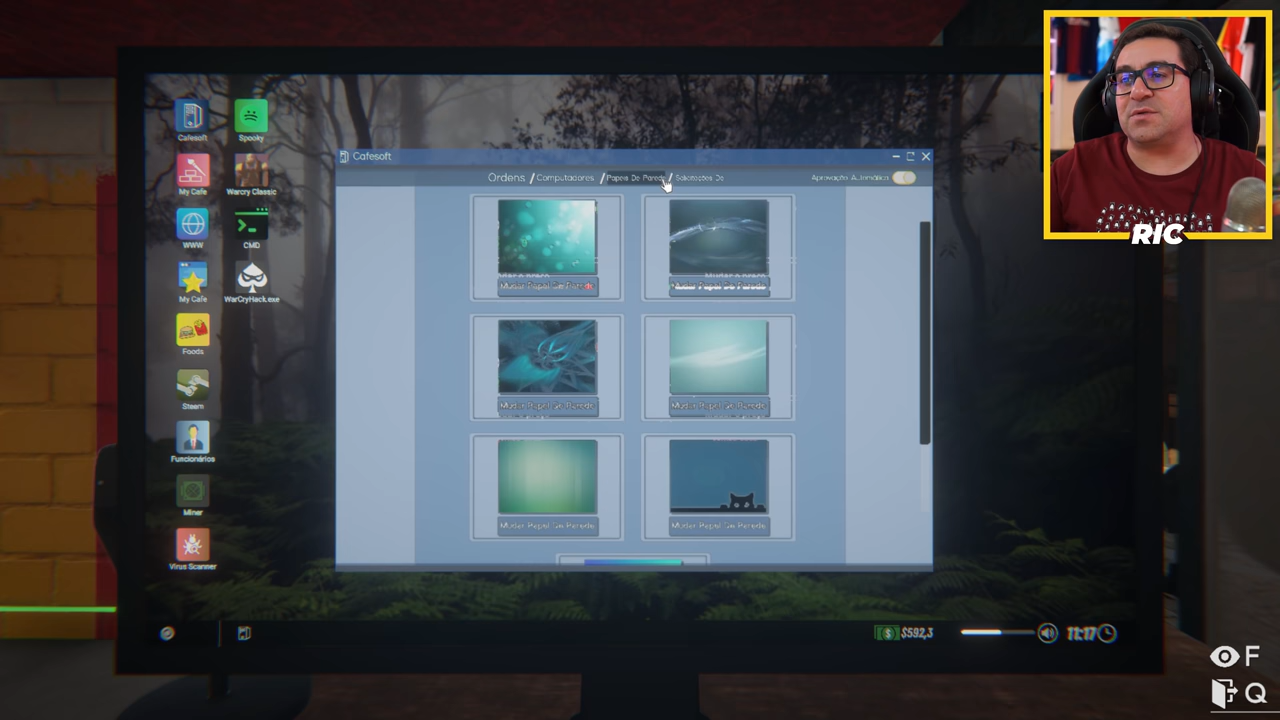 Cafesoft
Spooky
My Cafe
Warcry Classic
WWW
CMD
My Cafe
WarCryHack.exe
Foods
Steam
Funcionários
Miner
Virus Scanner
Cafesoft
Ordens / Computadores / Papeis De Parede / Solicitações De
Aprovação Automática
Mudar Papel De Parede
Mudar Papel De Parede
Mudar Papel De Parede
Mudar Papel De Parede
Mudar Papel De Parede
Mudar Papel De Parede
$592,3
11:17
RIC
F
Q